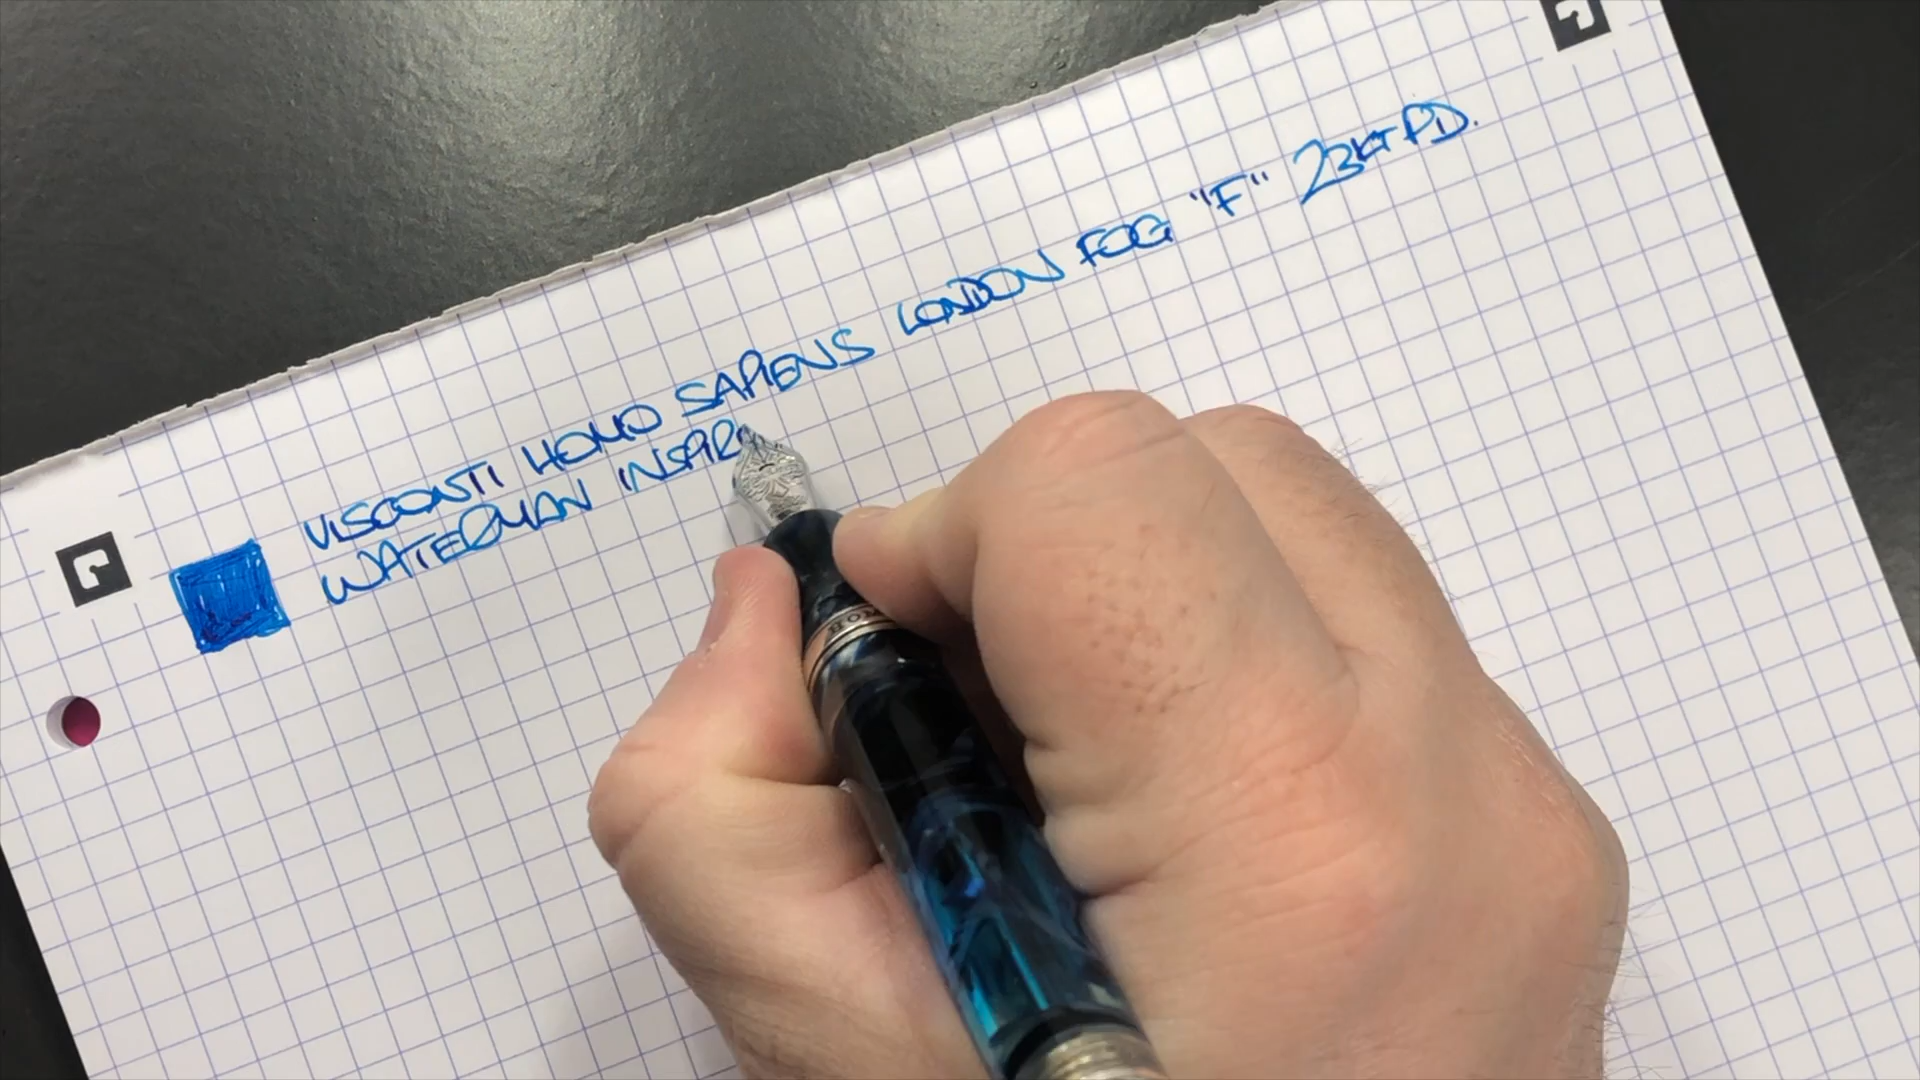 VISCONTI HOMO SAPIENS LONDON FOG "F" 23KT PD.
WATERMAN INSPIR